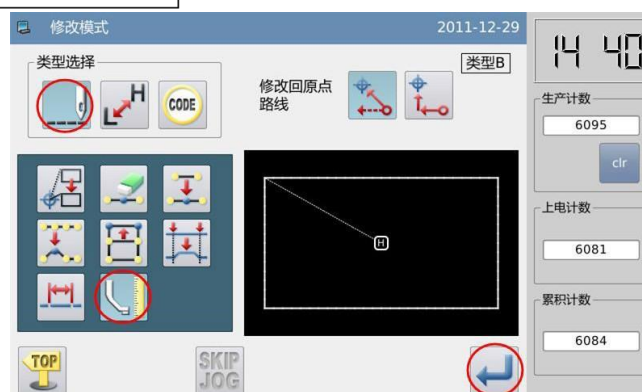 修改模式
2011-12-29
类型选择
H
L
CODE
修改回原点
路线
类型B
14 40
生产计数
6095
clr
上电计数
6081
累积计数
6084
H
TOP
SKIP
JOG